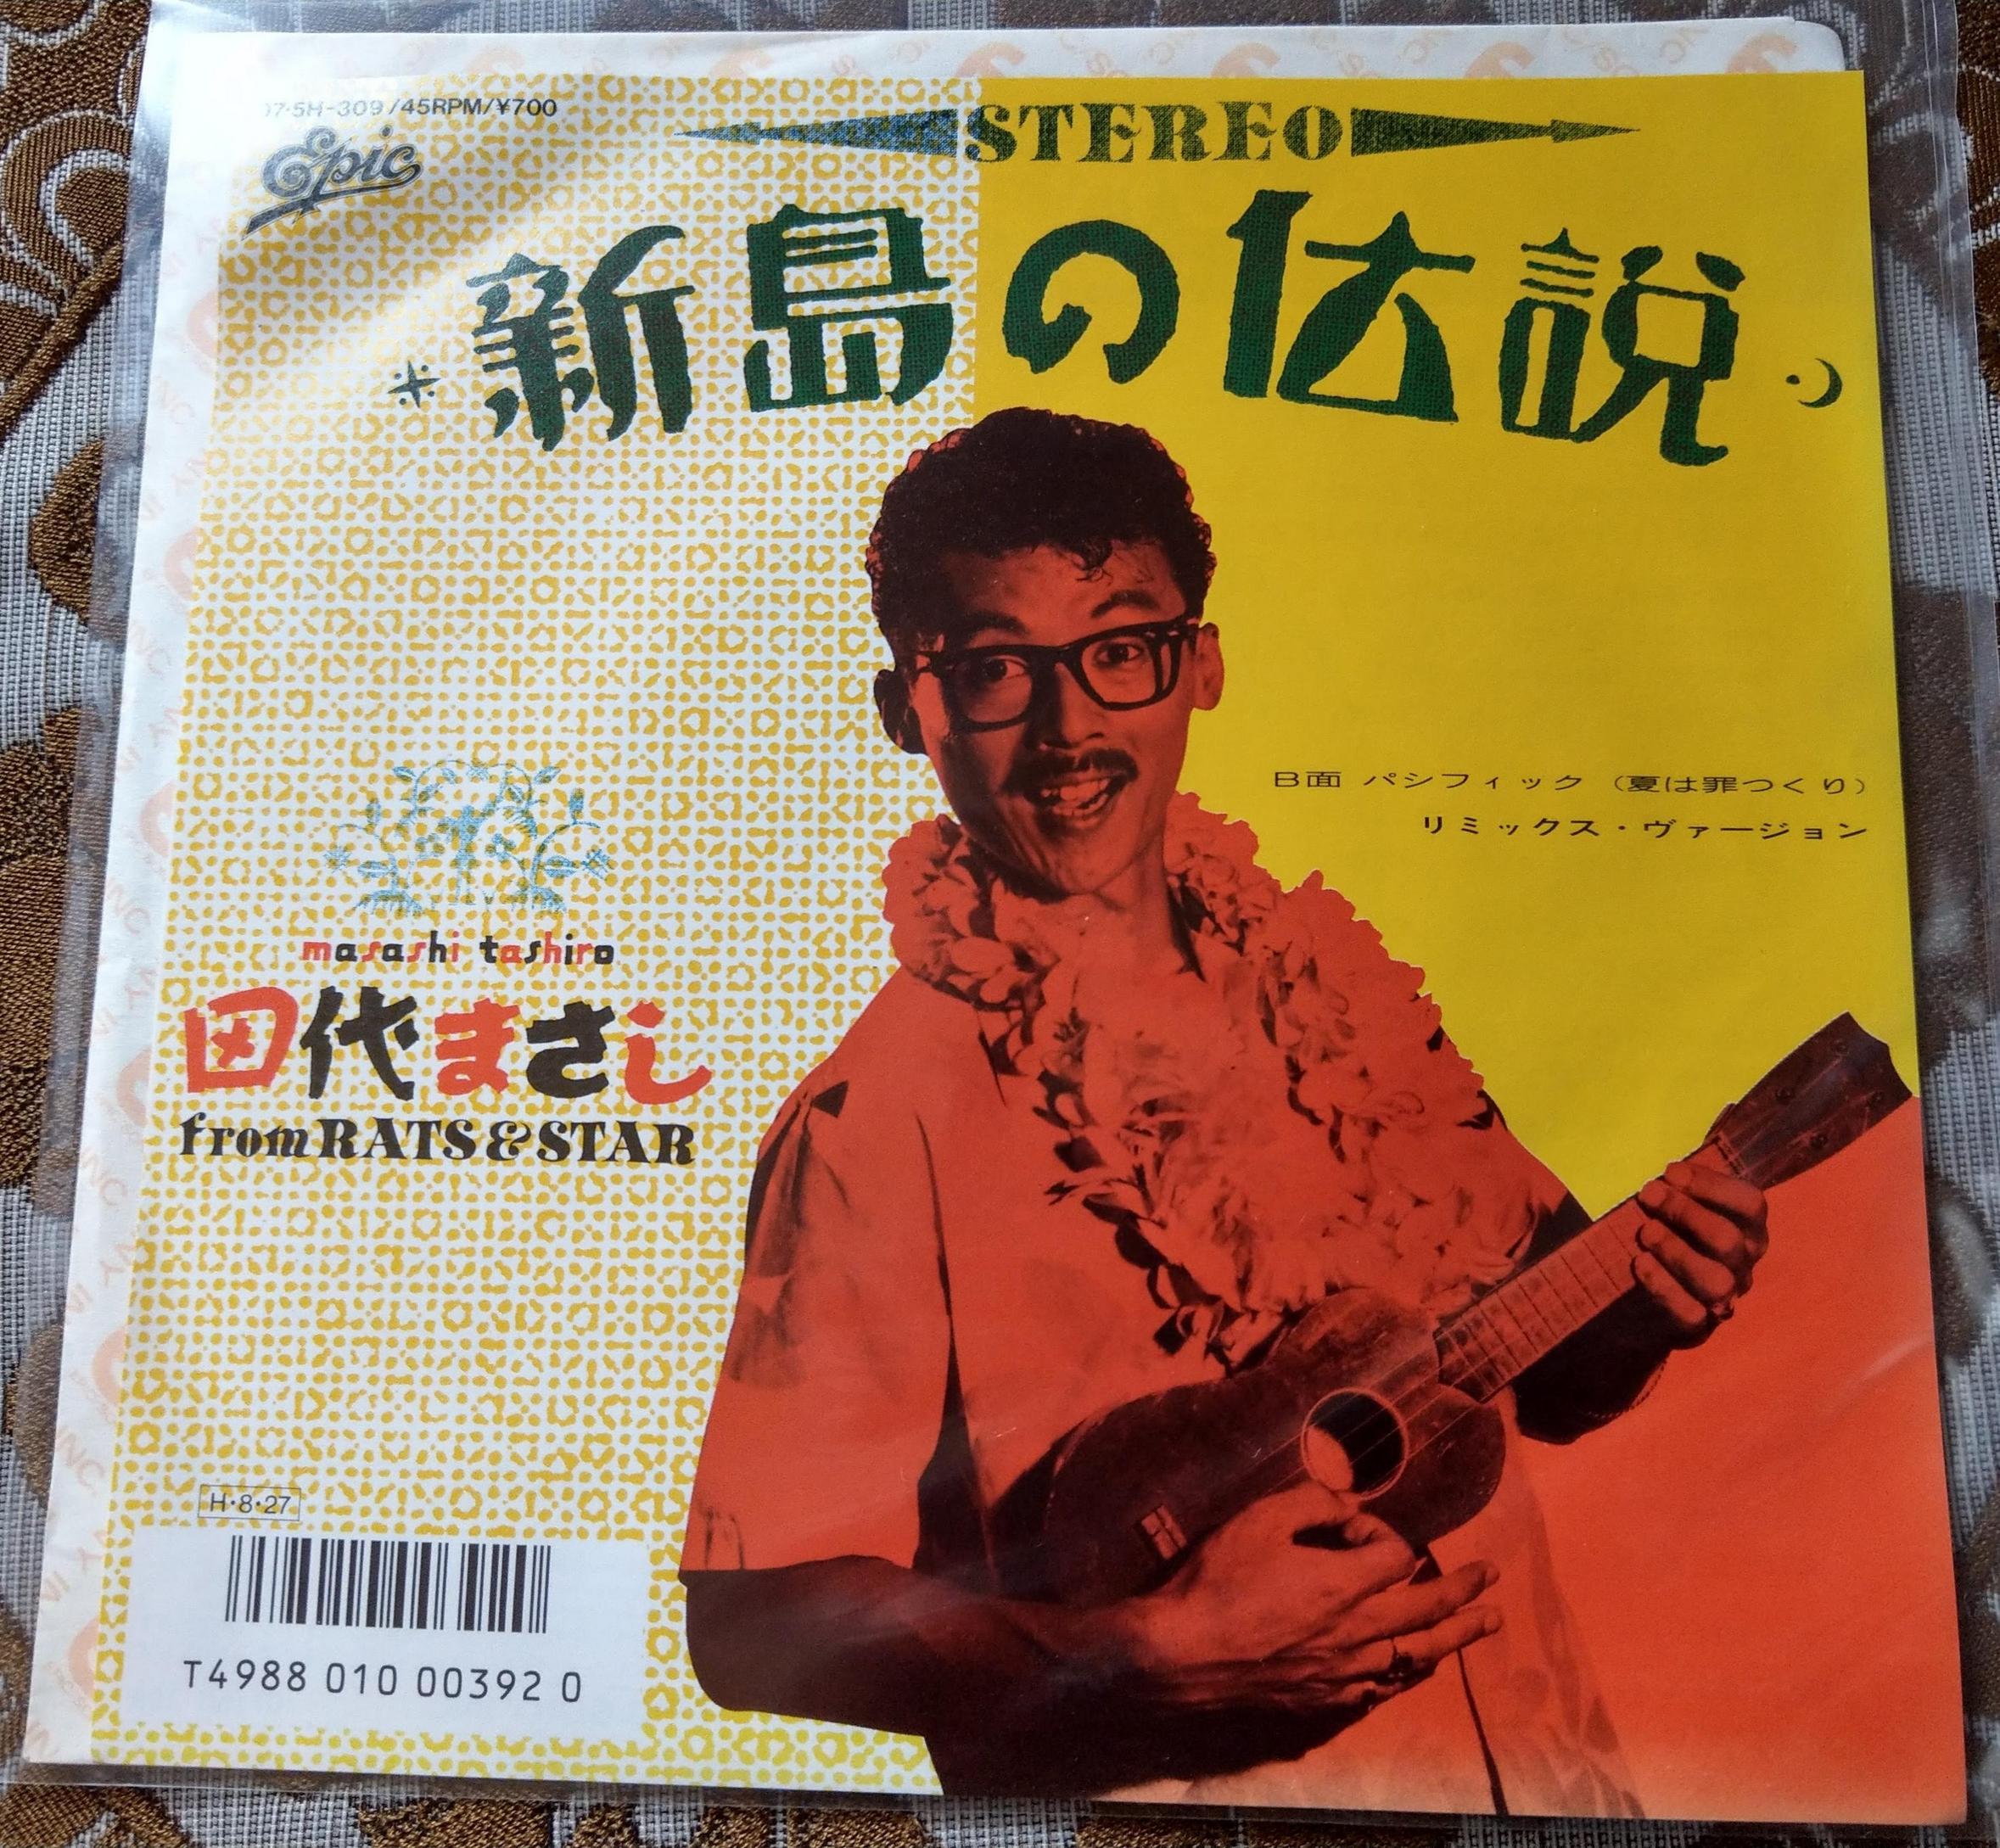 07·5H-309/45RPM/¥700
Epic
STEREO
新島の伝説
B面 パシフィック（夏は罪つくり）
リミックス・ヴァージョン
masashi tashiro
田代まさし
from RATS & STAR
H·8·27
T4988 010 00392 0